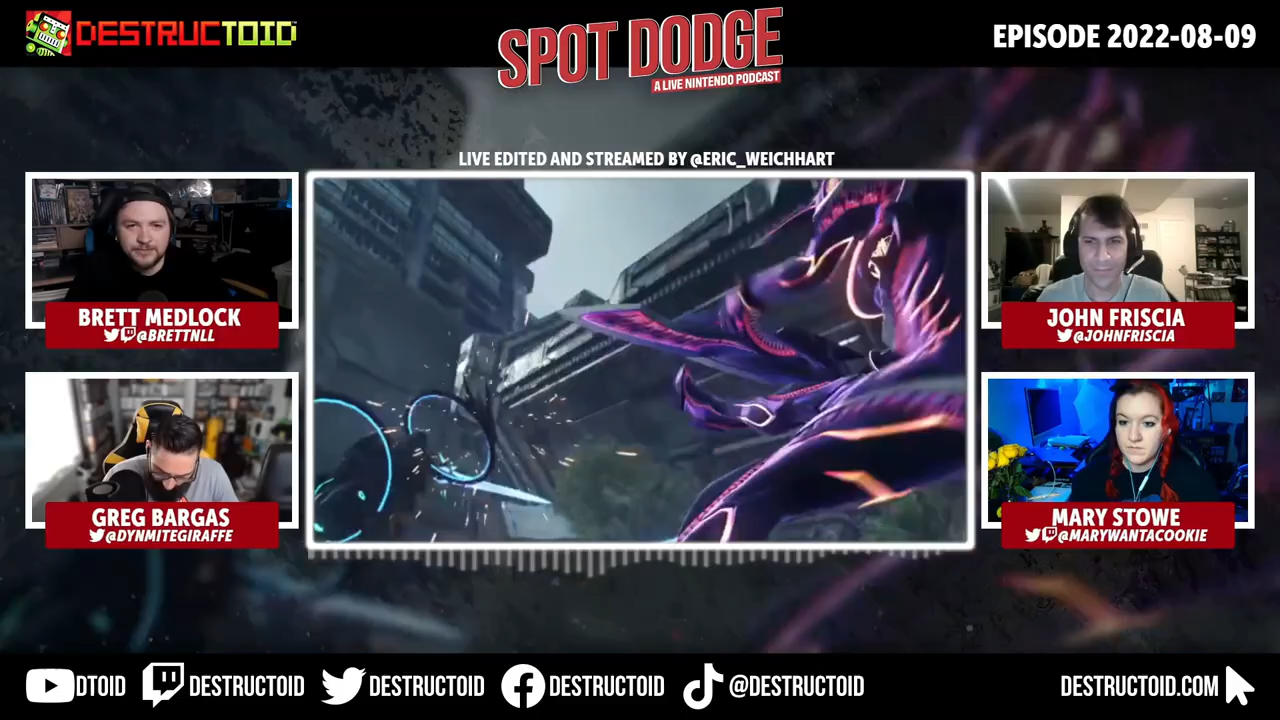 DESTRUCTOID
SPOT DODGE
A LIVE NINTENDO PODCAST
EPISODE 2022-08-09
LIVE EDITED AND STREAMED BY @ERIC_WEICHHART
BRETT MEDLOCK
@BRETTNLL
JOHN FRISCIA
@JOHNFRISCIA
GREG BARGAS
@DYNMITEGIRAFFE
MARY STOWE
@MARYWANTACOOKIE
DTOID DESTRUCTOID DESTRUCTOID DESTRUCTOID @DESTRUCTOID DESTRUCTOID.COM